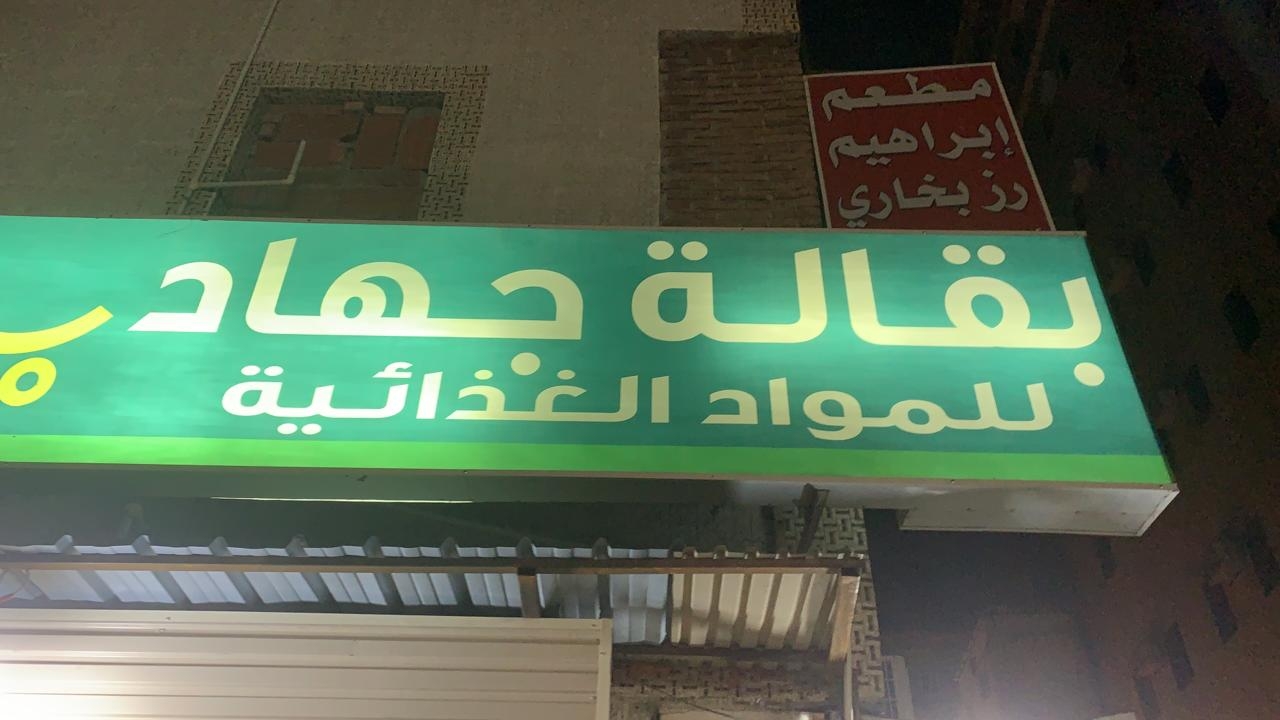 مطعم
إبراهيم
رز بخاري
بقالة جهاد
للمواد الغذائية